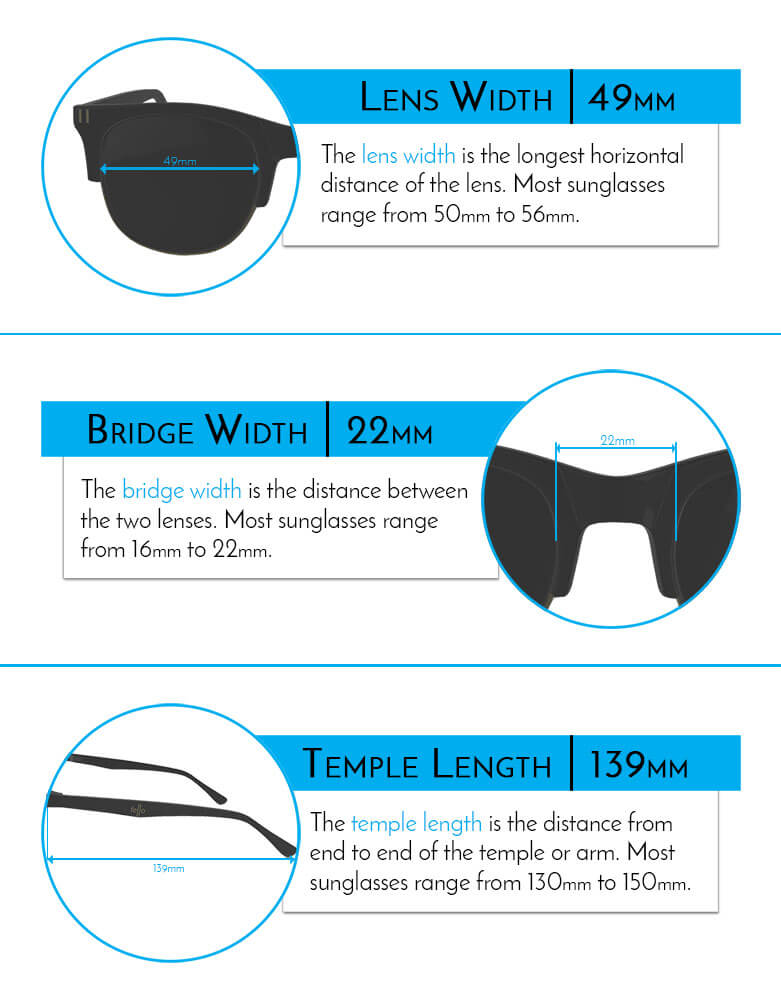 LENS WIDTH | 49MM
49mm
The lens width is the longest horizontal
distance of the lens. Most sunglasses
range from 50mm to 56mm.
BRIDGE WIDTH | 22MM
22mm
The bridge width is the distance between
the two lenses. Most sunglasses range
from 16mm to 22mm.
TEMPLE LENGTH | 139MM
The temple length is the distance from
end to end of the temple or arm. Most
sunglasses range from 130mm to 150mm.
139mm